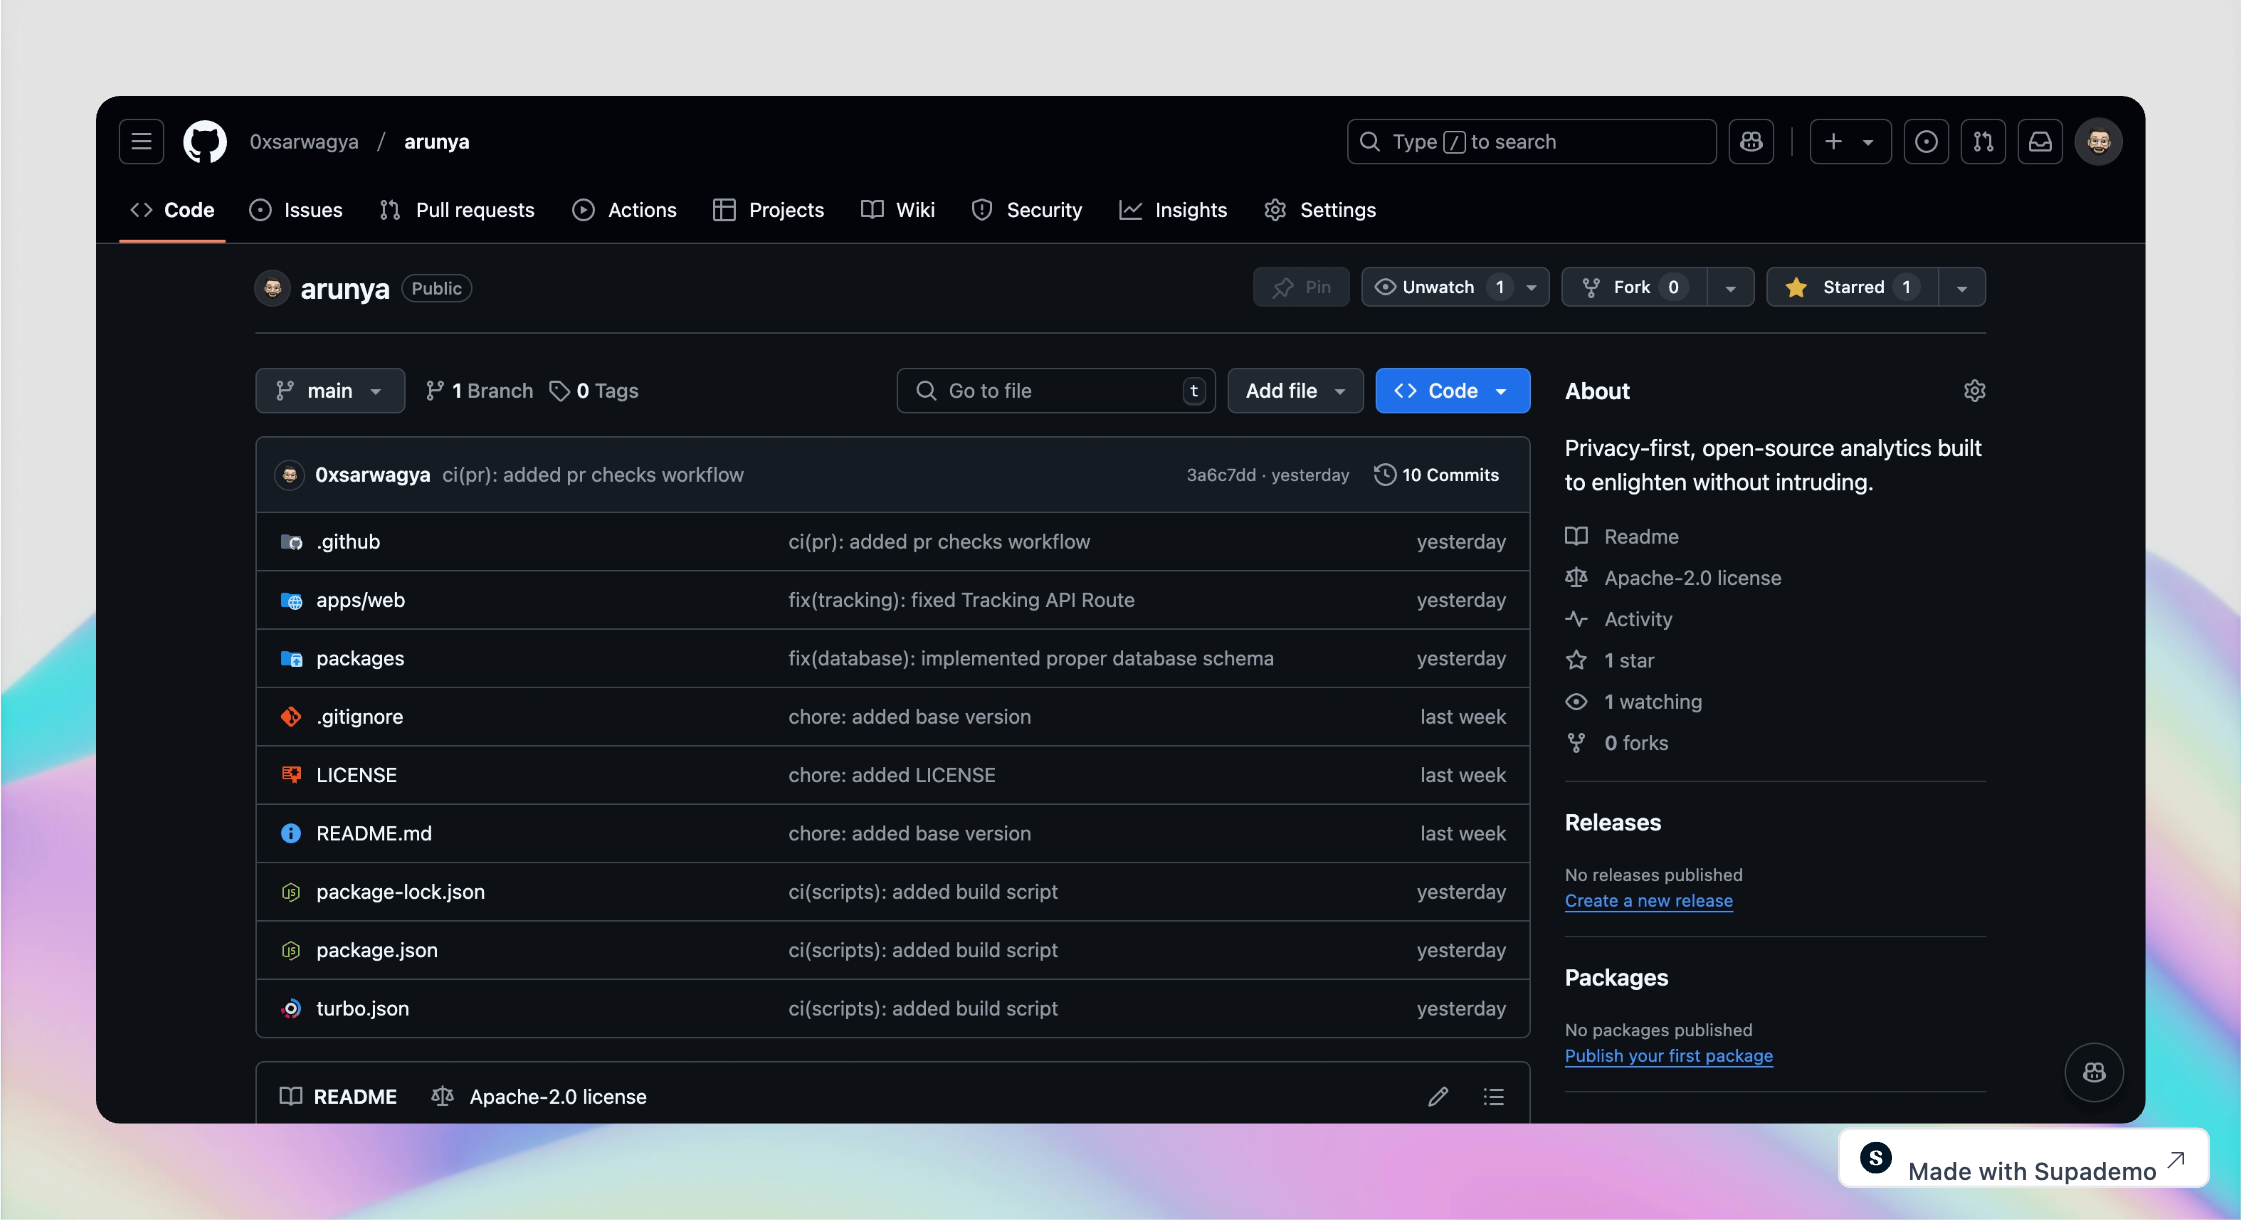 0xsarwagya / arunya
Type / to search
Code Issues Pull requests Actions Projects Wiki Security Insights Settings
arunya Public
Pin Unwatch 1 Fork 0 Starred 1
main 1 Branch 0 Tags Go to file t Add file Code
0xsarwagya ci(pr): added pr checks workflow 3a6c7dd · yesterday 10 Commits
.github ci(pr): added pr checks workflow yesterday
apps/web fix(tracking): fixed Tracking API Route yesterday
packages fix(database): implemented proper database schema yesterday
.gitignore chore: added base version last week
LICENSE chore: added LICENSE last week
README.md chore: added base version last week
package-lock.json ci(scripts): added build script yesterday
package.json ci(scripts): added build script yesterday
turbo.json ci(scripts): added build script yesterday
README Apache-2.0 license
About
Privacy-first, open-source analytics built
to enlighten without intruding.
Readme
Apache-2.0 license
Activity
1 star
1 watching
0 forks
Releases
No releases published
Create a new release
Packages
No packages published
Publish your first package
S Made with Supademo